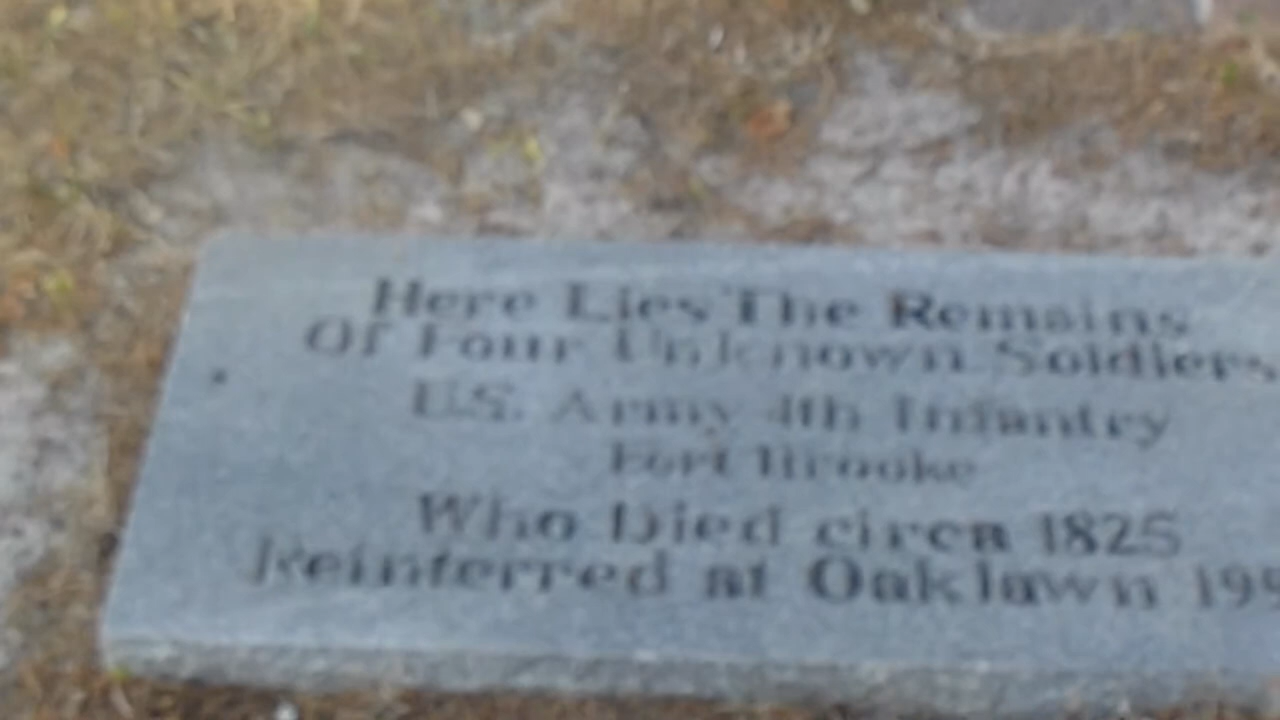 Here Lies The Remains
Of Four Unknown Soldiers
U.S. Army 4th Infantry
Fort Brooke
Who Died circa 1825
Reinterred at Oaklawn